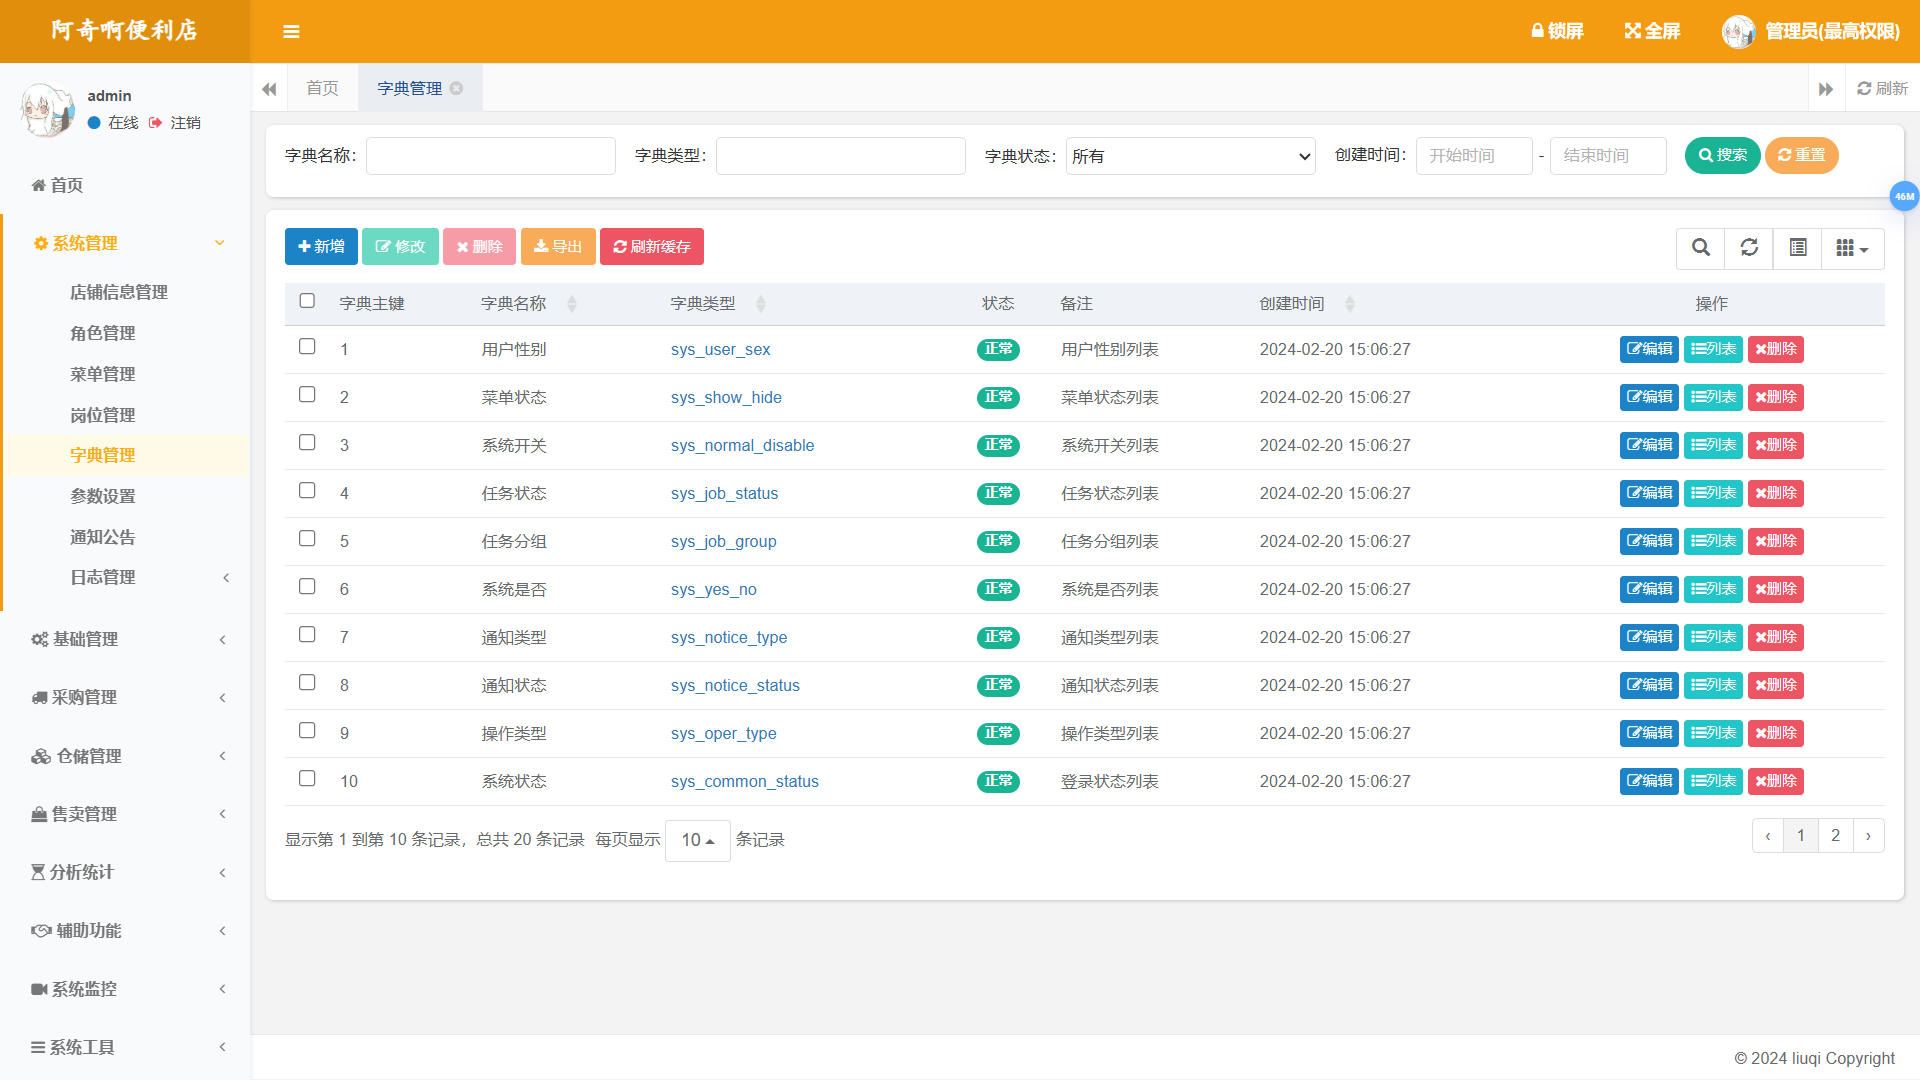 阿奇啊便利店
锁屏 全屏 管理员(最高权限)
admin
在线 注销
首页 字典管理 刷新
首页
系统管理
店铺信息管理
角色管理
菜单管理
岗位管理
字典管理
参数设置
通知公告
日志管理
基础管理
采购管理
仓储管理
售卖管理
分析统计
辅助功能
系统监控
系统工具
字典名称: 字典类型: 字典状态: 所有 创建时间: 开始时间 - 结束时间 搜索 重置
46M
新增 修改 删除 导出 刷新缓存
字典主键 字典名称 字典类型 状态 备注 创建时间 操作
1 用户性别 sys_user_sex 正常 用户性别列表 2024-02-20 15:06:27 编辑 列表 删除
2 菜单状态 sys_show_hide 正常 菜单状态列表 2024-02-20 15:06:27 编辑 列表 删除
3 系统开关 sys_normal_disable 正常 系统开关列表 2024-02-20 15:06:27 编辑 列表 删除
4 任务状态 sys_job_status 正常 任务状态列表 2024-02-20 15:06:27 编辑 列表 删除
5 任务分组 sys_job_group 正常 任务分组列表 2024-02-20 15:06:27 编辑 列表 删除
6 系统是否 sys_yes_no 正常 系统是否列表 2024-02-20 15:06:27 编辑 列表 删除
7 通知类型 sys_notice_type 正常 通知类型列表 2024-02-20 15:06:27 编辑 列表 删除
8 通知状态 sys_notice_status 正常 通知状态列表 2024-02-20 15:06:27 编辑 列表 删除
9 操作类型 sys_oper_type 正常 操作类型列表 2024-02-20 15:06:27 编辑 列表 删除
10 系统状态 sys_common_status 正常 登录状态列表 2024-02-20 15:06:27 编辑 列表 删除
显示第 1 到第 10 条记录，总共 20 条记录 每页显示 10 条记录
‹ 1 2 ›
© 2024 liuqi Copyright